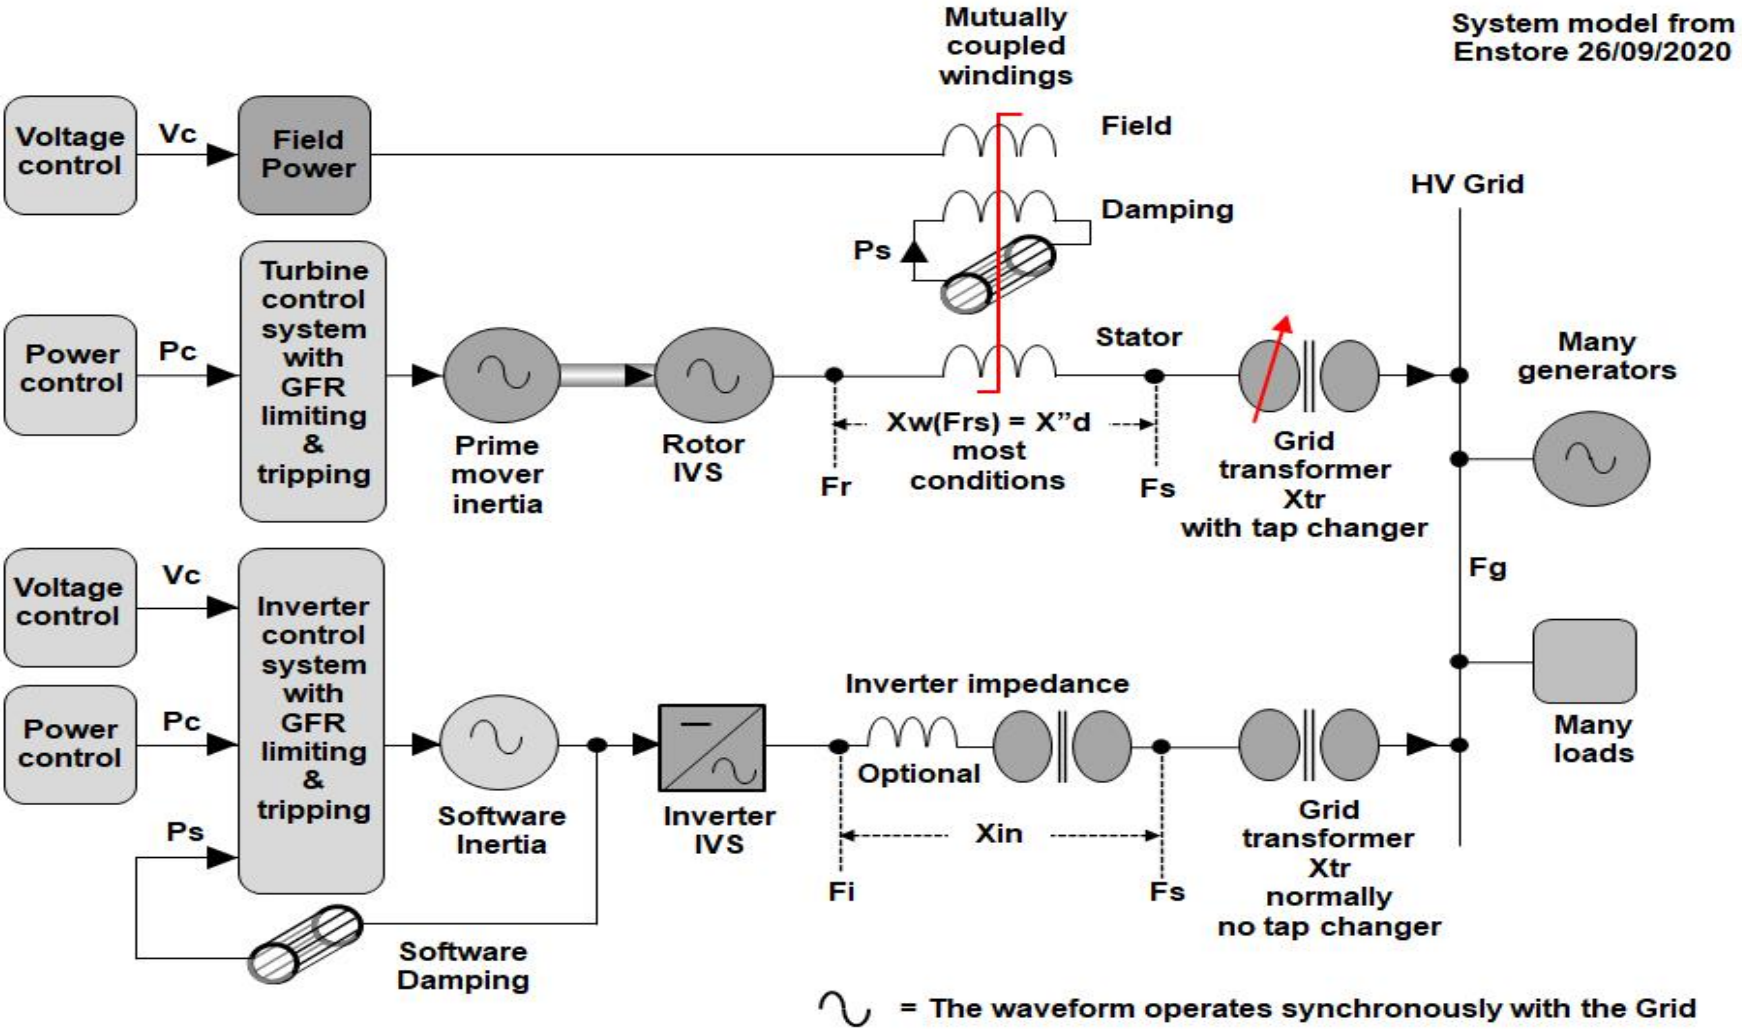 Mutually
coupled
windings
System model from
Enstore 26/09/2020
Voltage
control
Vc
Field
Power
Field
HV Grid
Damping
Ps
Turbine
control
system
with
GFR
limiting
&
tripping
Power
control
Pc
Prime
mover
inertia
Rotor
IVS
Stator
Xw(Frs) = X”d
most
conditions
Fr
Fs
Grid
transformer
Xtr
with tap changer
Many
generators
Fg
Voltage
control
Vc
Inverter
control
system
with
GFR
limiting
&
tripping
Power
control
Pc
Ps
Software
Inertia
Inverter
IVS
Inverter impedance
Optional
Xin
Fi
Fs
Grid
transformer
Xtr
normally
no tap changer
Many
loads
Software
Damping
= The waveform operates synchronously with the Grid